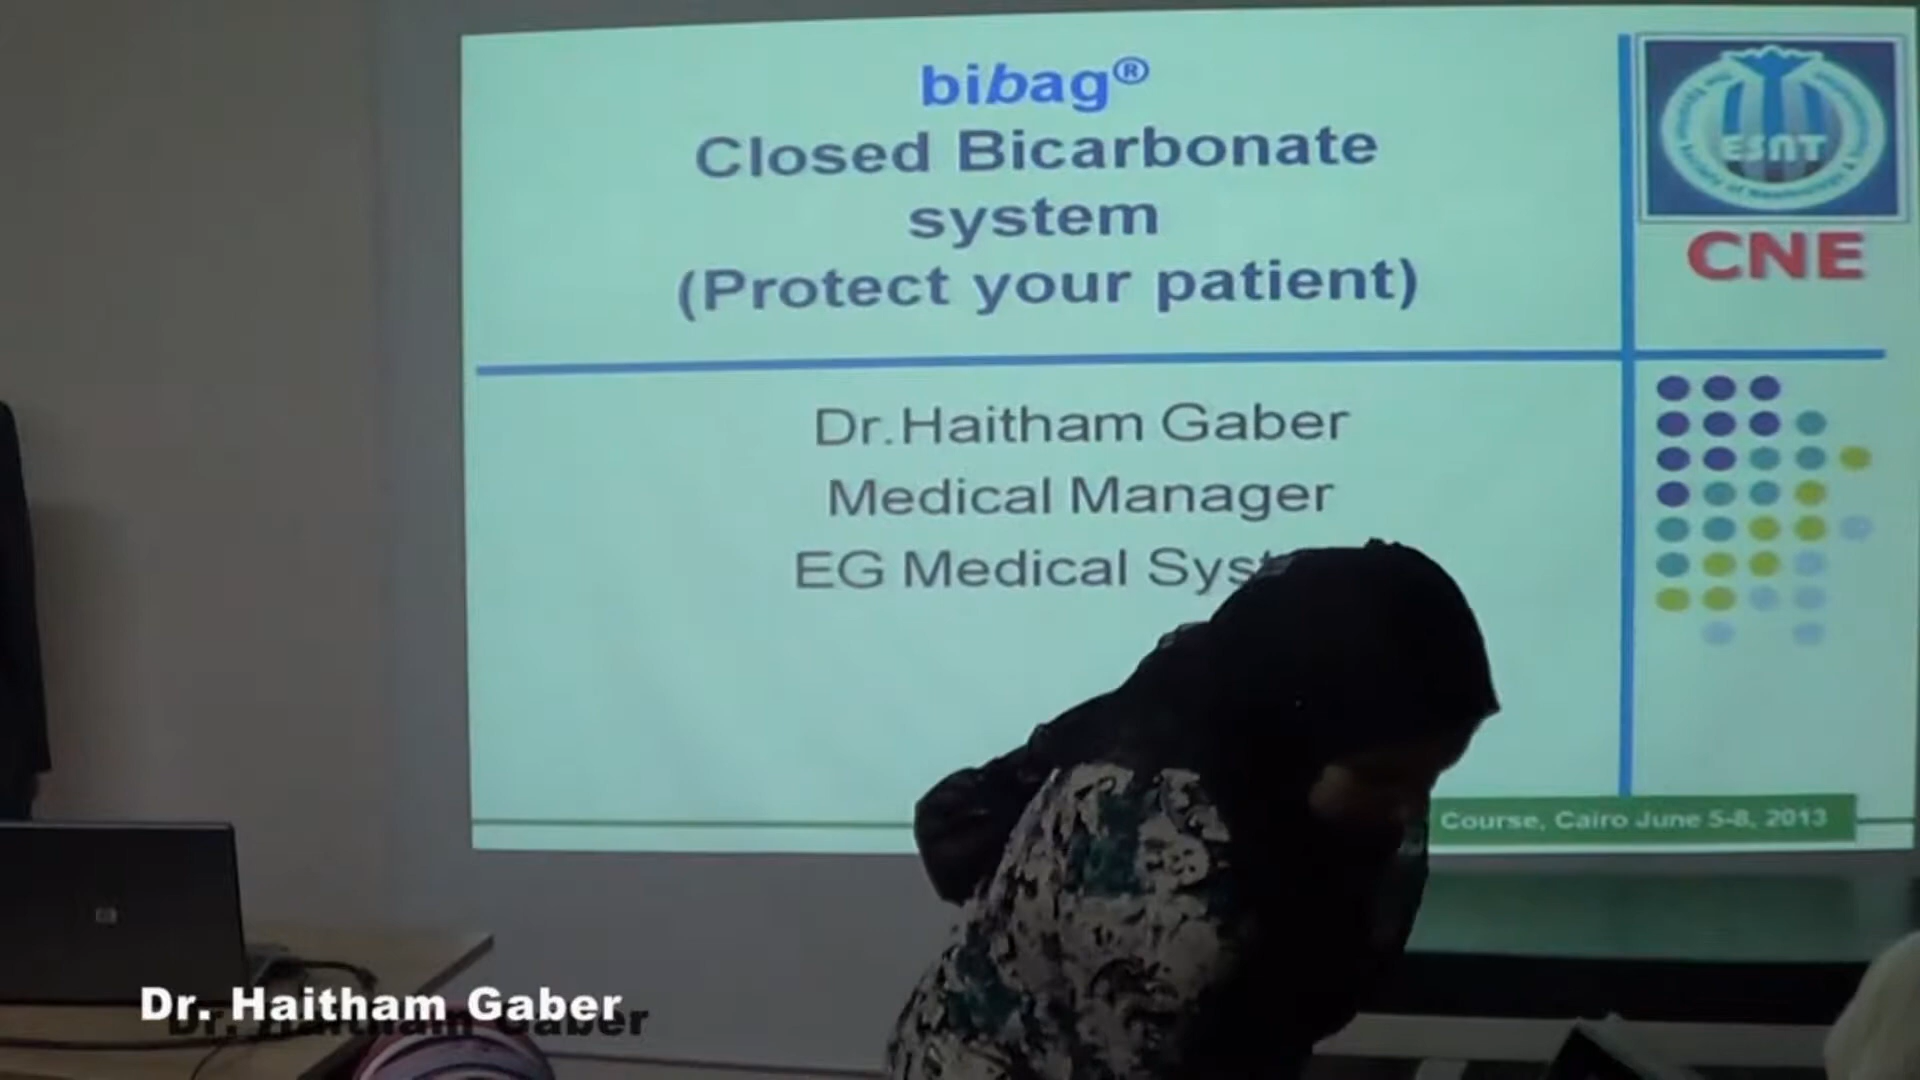 bibag®
Closed Bicarbonate
system
(Protect your patient)
ESNT
CNE
Dr.Haitham Gaber
Medical Manager
EG Medical
Course, Cairo June 5-8, 2013
hp
Dr. Haitham Gaber